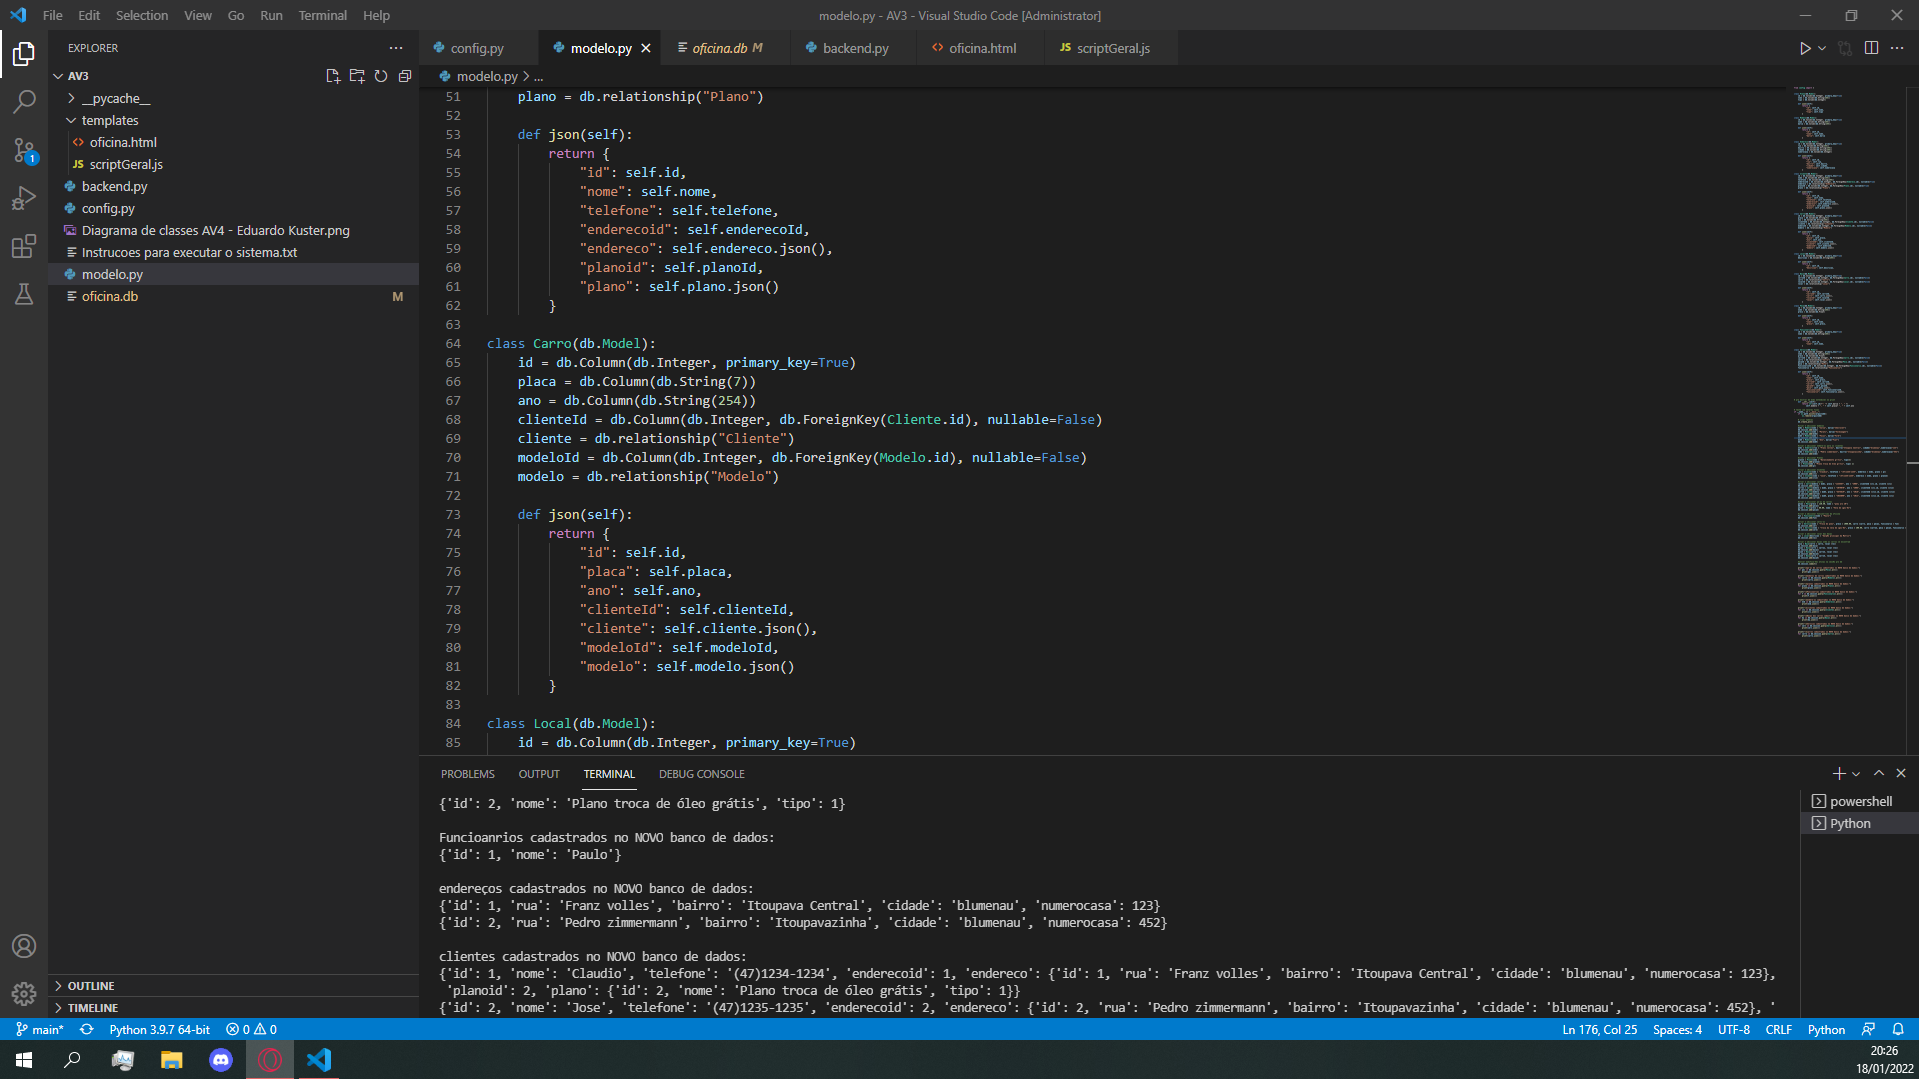 File Edit Selection View Go Run Terminal Help
modelo.py - AV3 - Visual Studio Code [Administrator]
EXPLORER
AV3
__pycache__
templates
oficina.html
JS scriptGeral.js
backend.py
config.py
Diagrama de classes AV4 - Eduardo Kuster.png
Instrucoes para executar o sistema.txt
modelo.py
oficina.db M
1
OUTLINE
TIMELINE
config.py
modelo.py
oficina.db M
backend.py
oficina.html
JS scriptGeral.js
modelo.py > ...
51 plano = db.relationship("Plano")
52
53 def json(self):
54 return {
55 "id": self.id,
56 "nome": self.nome,
57 "telefone": self.telefone,
58 "enderecoid": self.enderecoId,
59 "endereco": self.endereco.json(),
60 "planoid": self.planoId,
61 "plano": self.plano.json()
62 }
63
64 class Carro(db.Model):
65 id = db.Column(db.Integer, primary_key=True)
66 placa = db.Column(db.String(7))
67 ano = db.Column(db.String(254))
68 clienteId = db.Column(db.Integer, db.ForeignKey(Cliente.id), nullable=False)
69 cliente = db.relationship("Cliente")
70 modeloId = db.Column(db.Integer, db.ForeignKey(Modelo.id), nullable=False)
71 modelo = db.relationship("Modelo")
72
73 def json(self):
74 return {
75 "id": self.id,
76 "placa": self.placa,
77 "ano": self.ano,
78 "clienteId": self.clienteId,
79 "cliente": self.cliente.json(),
80 "modeloId": self.modeloId,
81 "modelo": self.modelo.json()
82 }
83
84 class Local(db.Model):
85 id = db.Column(db.Integer, primary_key=True)
PROBLEMS OUTPUT TERMINAL DEBUG CONSOLE
{'id': 2, 'nome': 'Plano troca de óleo grátis', 'tipo': 1}
Funcioanrios cadastrados no NOVO banco de dados:
{'id': 1, 'nome': 'Paulo'}
endereços cadastrados no NOVO banco de dados:
{'id': 1, 'rua': 'Franz volles', 'bairro': 'Itoupava Central', 'cidade': 'blumenau', 'numerocasa': 123}
{'id': 2, 'rua': 'Pedro zimmermann', 'bairro': 'Itoupavazinha', 'cidade': 'blumenau', 'numerocasa': 452}
clientes cadastrados no NOVO banco de dados:
{'id': 1, 'nome': 'Claudio', 'telefone': '(47)1234-1234', 'enderecoid': 1, 'endereco': {'id': 1, 'rua': 'Franz volles', 'bairro': 'Itoupava Central', 'cidade': 'blumenau', 'numerocasa': 123},
'planoid': 2, 'plano': {'id': 2, 'nome': 'Plano troca de óleo grátis', 'tipo': 1}}
{'id': 2, 'nome': 'Jose', 'telefone': '(47)1235-1235', 'enderecoid': 2, 'endereco': {'id': 2, 'rua': 'Pedro zimmermann', 'bairro': 'Itoupavazinha', 'cidade': 'blumenau', 'numerocasa': 452}, '
powershell
Python
main* Python 3.9.7 64-bit 0 0
Ln 176, Col 25 Spaces: 4 UTF-8 CRLF Python
20:26
18/01/2022